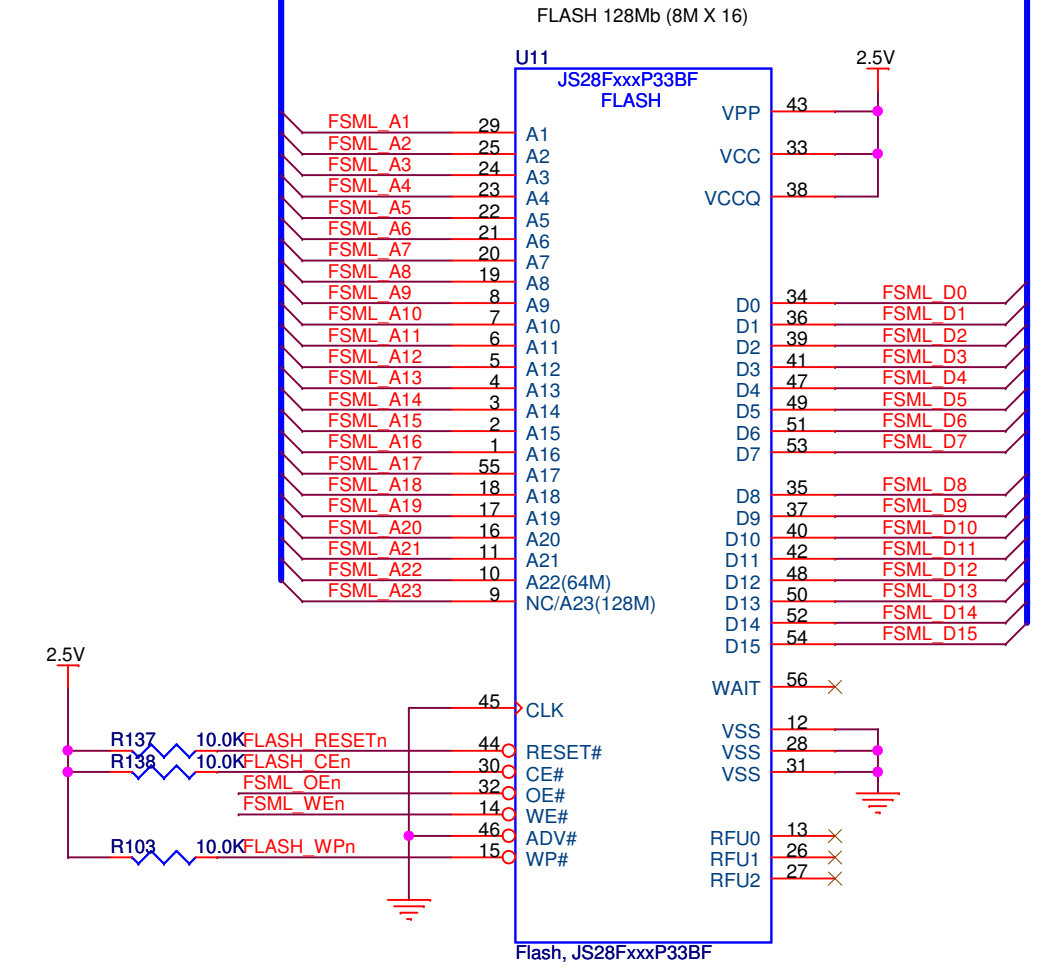 FLASH 128Mb (8M X 16)
U11
JS28FxxxP33BF
FLASH
2.5V
VPP 43
VCC 33
VCCQ 38
FSML_A1 29 A1
FSML_A2 25 A2
FSML_A3 24 A3
FSML_A4 23 A4
FSML_A5 22 A5
FSML_A6 21 A6
FSML_A7 20 A7
FSML_A8 19 A8
FSML_A9 8 A9
FSML_A10 7 A10
FSML_A11 6 A11
FSML_A12 5 A12
FSML_A13 4 A13
FSML_A14 3 A14
FSML_A15 2 A15
FSML_A16 1 A16
FSML_A17 55 A17
FSML_A18 18 A18
FSML_A19 17 A19
FSML_A20 16 A20
FSML_A21 11 A21
FSML_A22 10 A22(64M)
FSML_A23 9 NC/A23(128M)
D0 34 FSML_D0
D1 36 FSML_D1
D2 39 FSML_D2
D3 41 FSML_D3
D4 47 FSML_D4
D5 49 FSML_D5
D6 51 FSML_D6
D7 53 FSML_D7
D8 35 FSML_D8
D9 37 FSML_D9
D10 40 FSML_D10
D11 42 FSML_D11
D12 48 FSML_D12
D13 50 FSML_D13
D14 52 FSML_D14
D15 54 FSML_D15
WAIT 56
2.5V
45 CLK
R137 10.0K FLASH_RESETn 44 RESET#
R138 10.0K FLASH_CEn 30 CE#
FSML_OEn 32 OE#
FSML_WEn 14 WE#
46 ADV#
R103 10.0K FLASH_WPn 15 WP#
VSS 12
VSS 28
VSS 31
RFU0 13
RFU1 26
RFU2 27
Flash, JS28FxxxP33BF